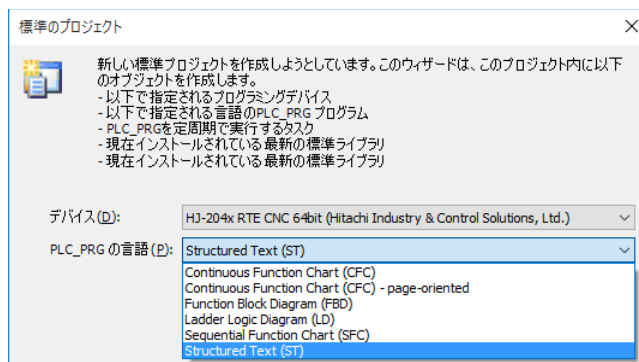 標準のプロジェクト
新しい標準プロジェクトを作成しようとしています。このウィザードは、このプロジェクト内に以下
のオブジェクトを作成します。
- 以下で指定されるプログラミングデバイス
- 以下で指定される言語のPLC_PRG プログラム
- PLC_PRGを定周期で実行するタスク
- 現在インストールされている最新の標準ライブラリ
- 現在インストールされている最新の標準ライブラリ
デバイス(D): HJ-204x RTE CNC 64bit (Hitachi Industry & Control Solutions, Ltd.)
PLC_PRG の言語(P): Structured Text (ST)
Continuous Function Chart (CFC)
Continuous Function Chart (CFC) - page-oriented
Function Block Diagram (FBD)
Ladder Logic Diagram (LD)
Sequential Function Chart (SFC)
Structured Text (ST)